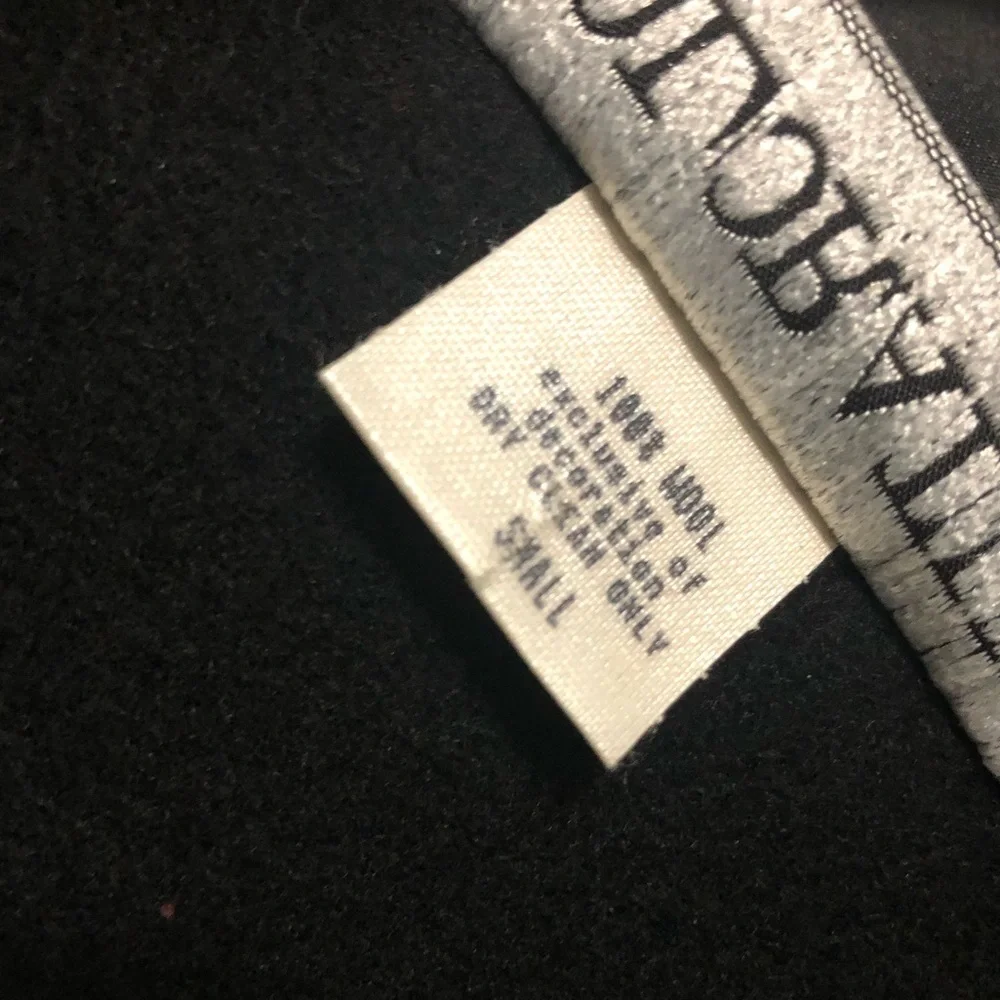 100% WOOL
exclusive of
decoration
DRY CLEAN ONLY
SMALL